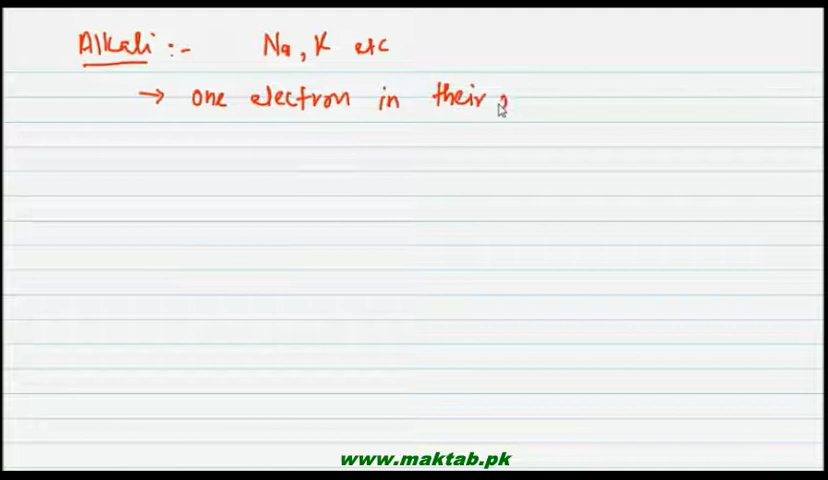 Alkali :- Na, K etc
→ one electron in their
www.maktab.pk